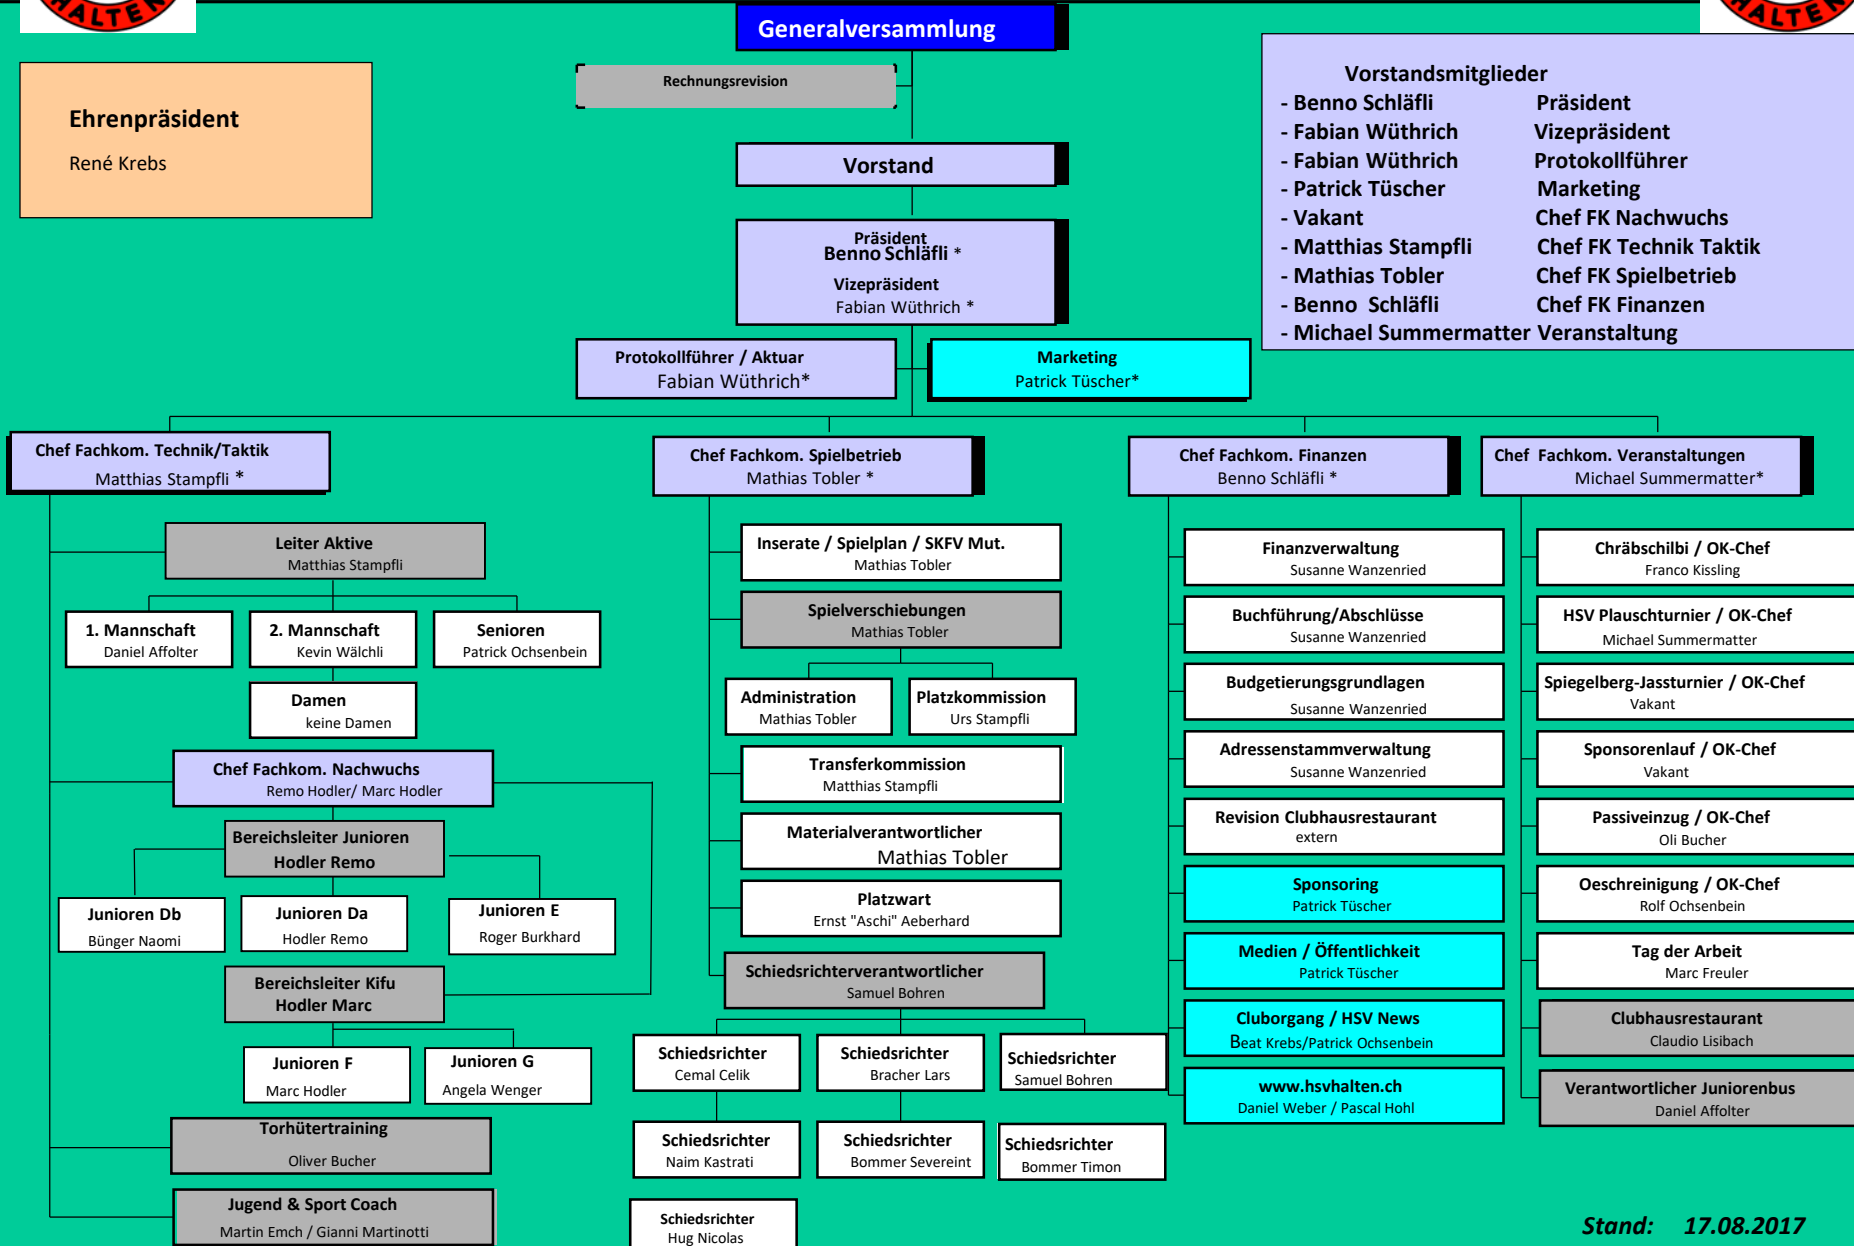 HALTEN
HALTEN
Generalversammlung
Rechnungsrevision
Ehrenpräsident
René Krebs
Vorstandsmitglieder
- Benno Schläfli Präsident
- Fabian Wüthrich Vizepräsident
- Fabian Wüthrich Protokollführer
- Patrick Tüscher Marketing
- Vakant Chef FK Nachwuchs
- Matthias Stampfli Chef FK Technik Taktik
- Mathias Tobler Chef FK Spielbetrieb
- Benno Schläfli Chef FK Finanzen
- Michael Summermatter Veranstaltung
Vorstand
Präsident
Benno Schläfli *
Vizepräsident
Fabian Wüthrich *
Protokollführer / Aktuar
Fabian Wüthrich*
Marketing
Patrick Tüscher*
Chef Fachkom. Technik/Taktik
Matthias Stampfli *
Leiter Aktive
Matthias Stampfli
1. Mannschaft
Daniel Affolter
2. Mannschaft
Kevin Wälchli
Senioren
Patrick Ochsenbein
Damen
keine Damen
Chef Fachkom. Nachwuchs
Remo Hodler/ Marc Hodler
Bereichsleiter Junioren
Hodler Remo
Junioren Db
Bünger Naomi
Junioren Da
Hodler Remo
Junioren E
Roger Burkhard
Bereichsleiter Kifu
Hodler Marc
Junioren F
Marc Hodler
Junioren G
Angela Wenger
Torhütertraining
Oliver Bucher
Jugend & Sport Coach
Martin Emch / Gianni Martinotti
Chef Fachkom. Spielbetrieb
Mathias Tobler *
Inserate / Spielplan / SKFV Mut.
Mathias Tobler
Spielverschiebungen
Mathias Tobler
Administration
Mathias Tobler
Platzkommission
Urs Stampfli
Transferkommission
Matthias Stampfli
Materialverantwortlicher
Mathias Tobler
Platzwart
Ernst "Aschi" Aeberhard
Schiedsrichterverantwortlicher
Samuel Bohren
Schiedsrichter
Cemal Celik
Schiedsrichter
Bracher Lars
Schiedsrichter
Samuel Bohren
Schiedsrichter
Naim Kastrati
Schiedsrichter
Bommer Severeint
Schiedsrichter
Bommer Timon
Schiedsrichter
Hug Nicolas
Chef Fachkom. Finanzen
Benno Schläfli *
Finanzverwaltung
Susanne Wanzenried
Buchführung/Abschlüsse
Susanne Wanzenried
Budgetierungsgrundlagen
Susanne Wanzenried
Adressenstammverwaltung
Susanne Wanzenried
Revision Clubhausrestaurant
extern
Sponsoring
Patrick Tüscher
Medien / Öffentlichkeit
Patrick Tüscher
Cluborgang / HSV News
Beat Krebs/Patrick Ochsenbein
www.hsvhalten.ch
Daniel Weber / Pascal Hohl
Chef Fachkom. Veranstaltungen
Michael Summermatter*
Chräbschilbi / OK-Chef
Franco Kissling
HSV Plauschturnier / OK-Chef
Michael Summermatter
Spiegelberg-Jassturnier / OK-Chef
Vakant
Sponsorenlauf / OK-Chef
Vakant
Passiveinzug / OK-Chef
Oli Bucher
Oeschreinigung / OK-Chef
Rolf Ochsenbein
Tag der Arbeit
Marc Freuler
Clubhausrestaurant
Claudio Lisibach
Verantwortlicher Juniorenbus
Daniel Affolter
Stand: 17.08.2017